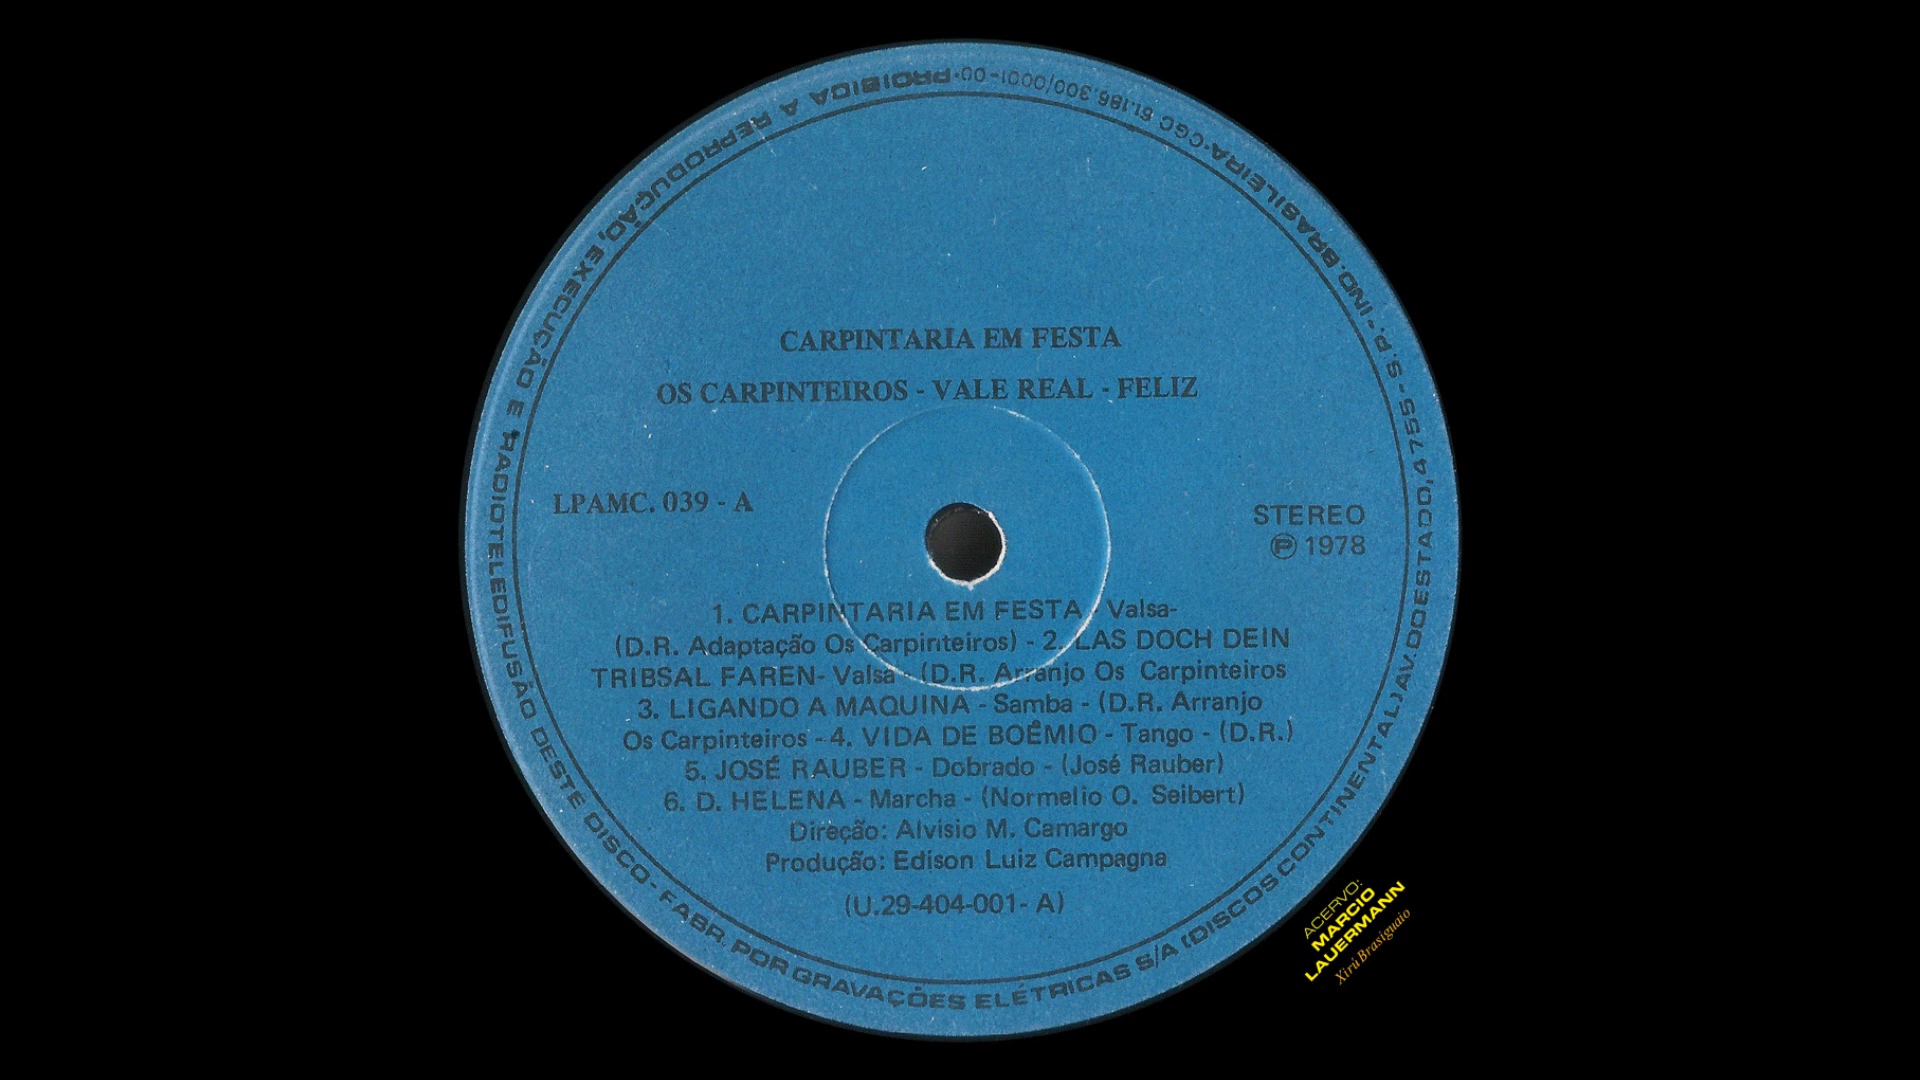 CARPINTARIA EM FESTA
OS CARPINTEIROS - VALE REAL - FELIZ
LPAMC. 039 - A
STEREO
Ⓟ 1978
1. CARPINTARIA EM FESTA - Valsa-
(D.R. Adaptação Os Carpinteiros) - 2. LAS DOCH DEIN
TRIBSAL FAREN- Valsa - (D.R. Arranjo Os Carpinteiros
3. LIGANDO A MAQUINA - Samba - (D.R. Arranjo
Os Carpinteiros - 4. VIDA DE BOÊMIO - Tango - (D.R.)
5. JOSÉ RAUBER - Dobrado - (José Rauber)
6. D. HELENA - Marcha - (Normelio O. Seibert)
Direção: Alvisio M. Camargo
Produção: Edison Luiz Campagna
(U.29-404-001- A)
PROIBIDA A REPRODUÇÃO, EXECUÇÃO E RADIOTELEDIFUSÃO DESTE DISCO - FABR. POR GRAVAÇÕES ELÉTRICAS S/A (DISCOS CONTINENTAL) AV. DO ESTADO, 4755 - S.P. - IND. BRASILEIRA - CGC 61.186.300/0001-00 -
ACERVO:
MARCIO
LAUERMANN
Xirú Brasiguaio